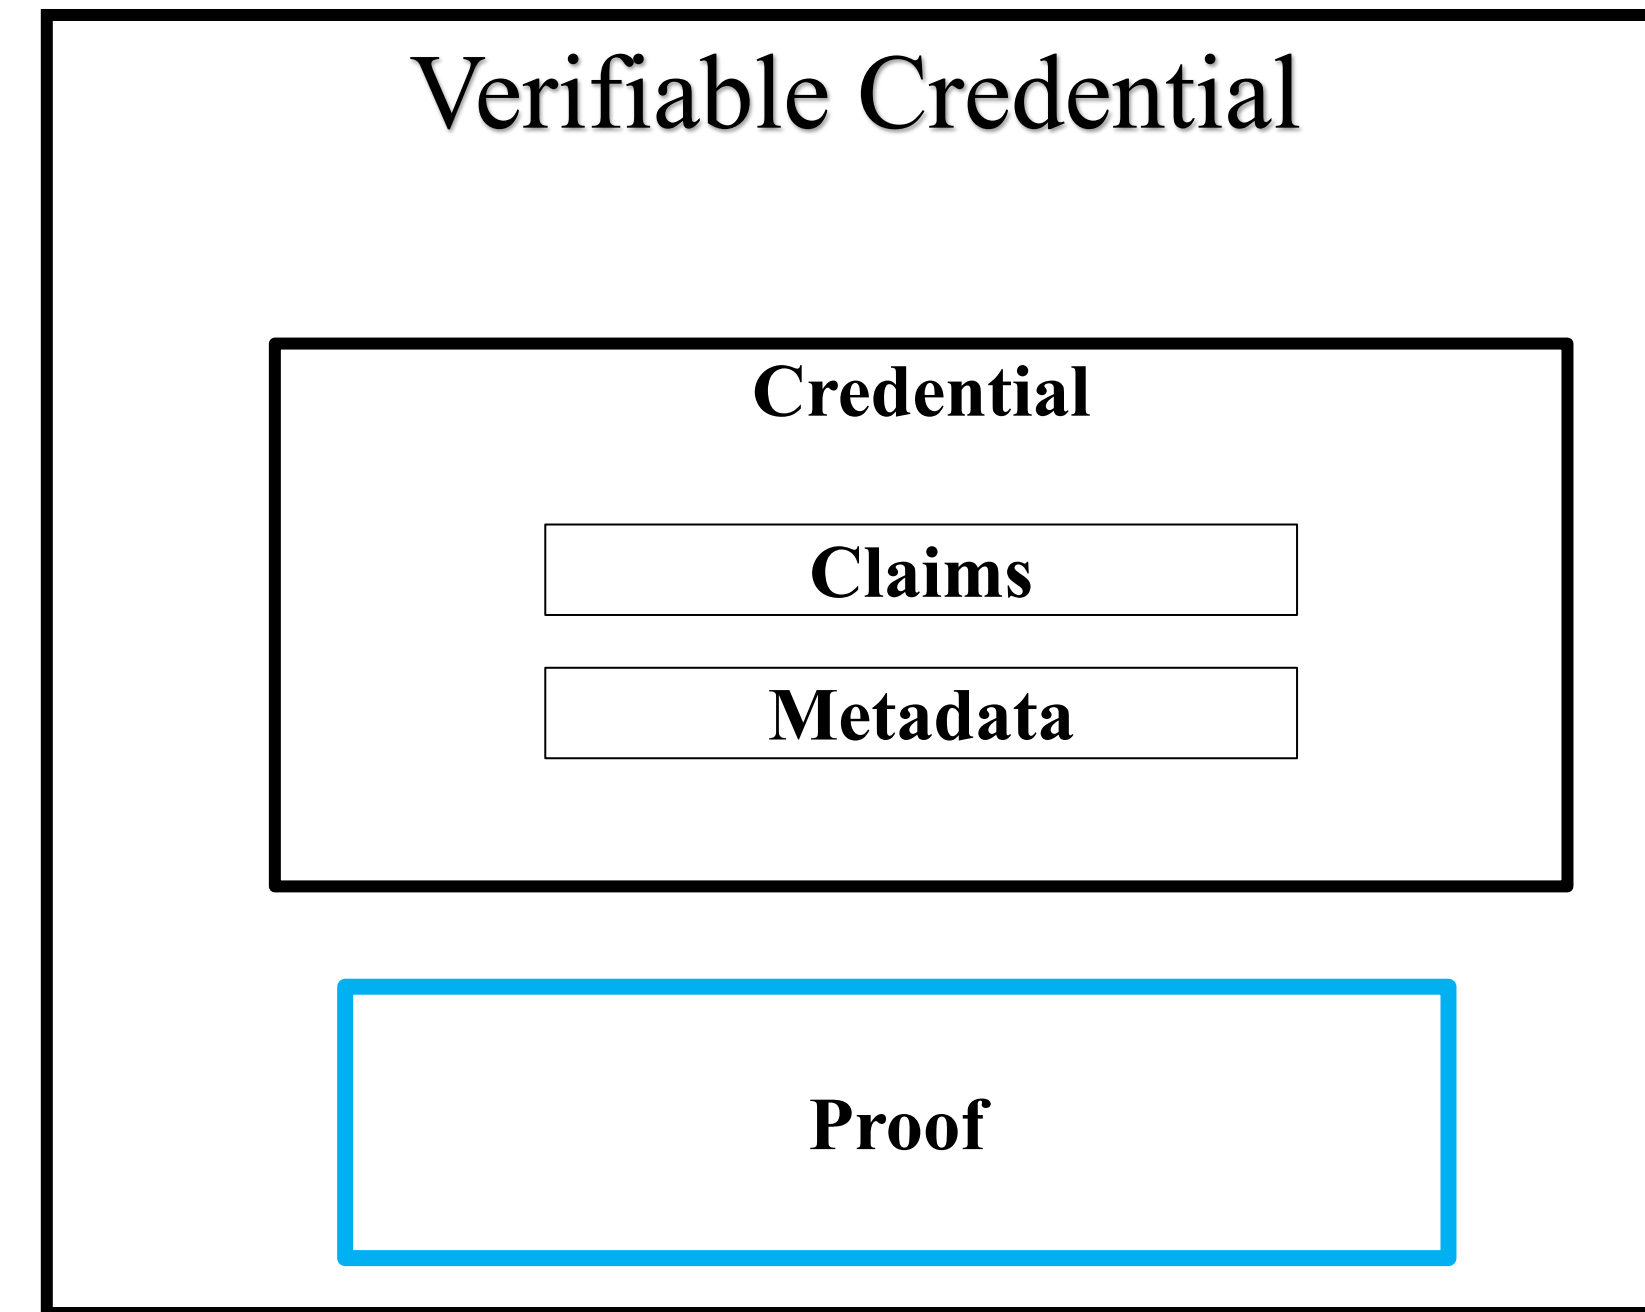 Verifiable Credential
Credential
Claims
Metadata
Proof